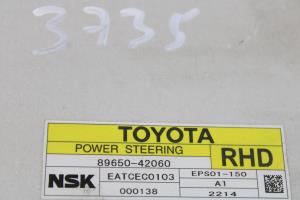 3735
TOYOTA
POWER STEERING
RHD
89650-42060
NSK
EATCEC0103
EPS01-150
A1
000138
2214